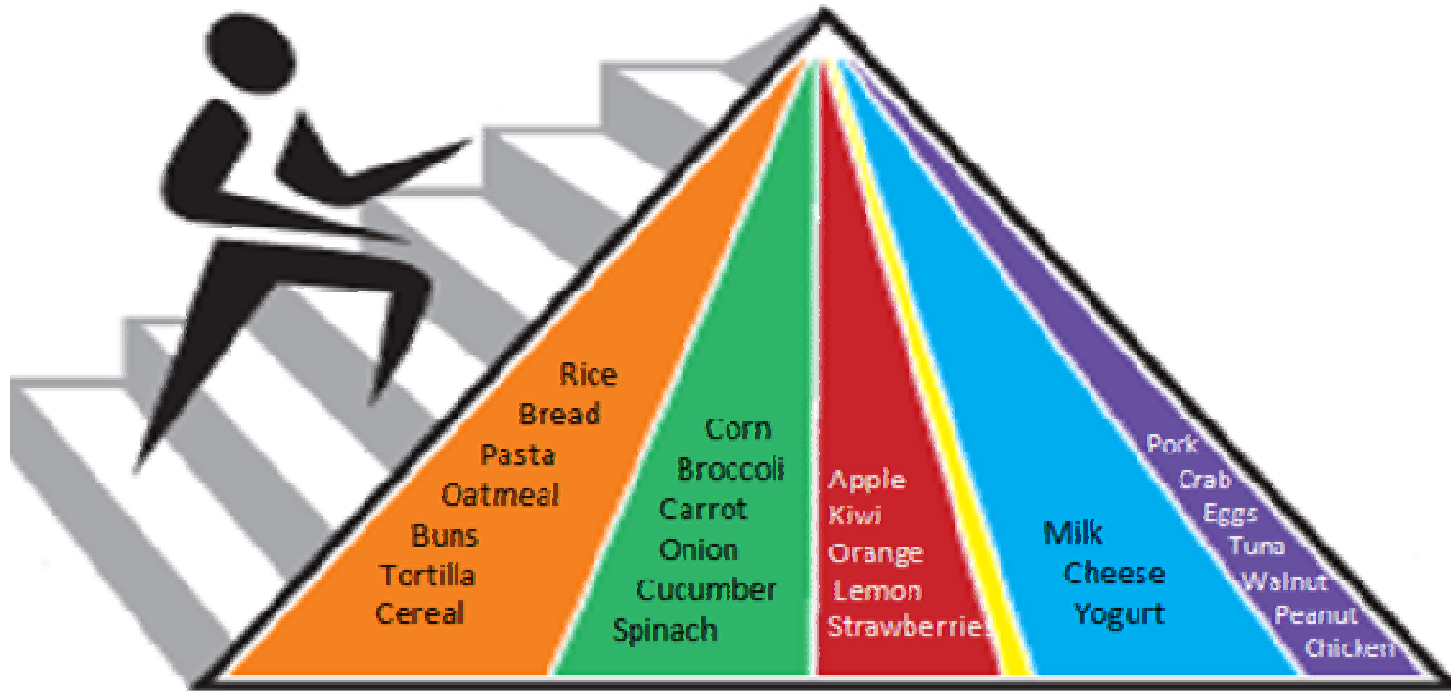 Rice
Bread
Pasta
Oatmeal
Buns
Tortilla
Cereal
Corn
Broccoli
Carrot
Onion
Cucumber
Spinach
Apple
Kiwi
Orange
Lemon
Strawberries
Milk
Cheese
Yogurt
Pork
Crab
Eggs
Tuna
Walnut
Peanut
Chicken